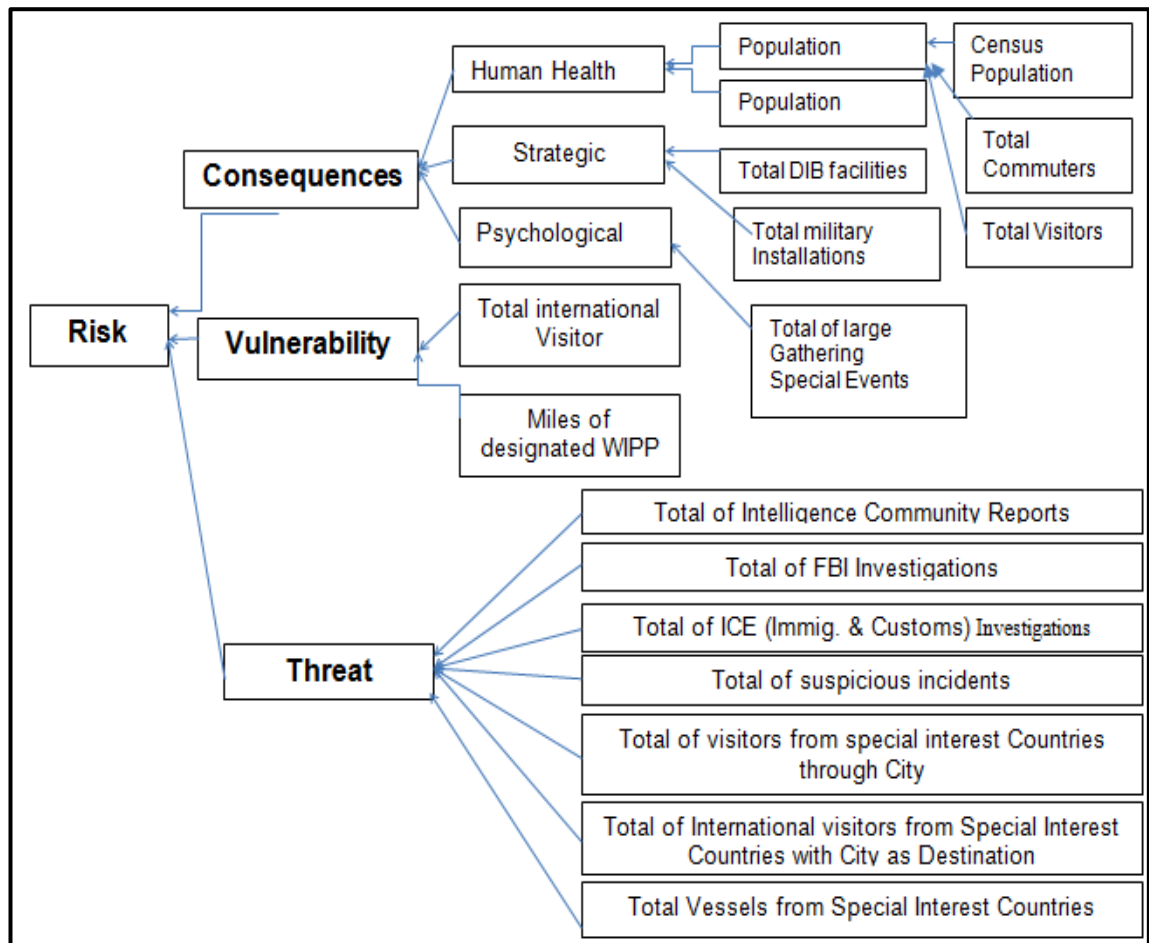 Human Health
Population
Census
Population
Population
Strategic
Total
Commuters
Consequences
Total DIB facilities
Psychological
Total military
Installations
Total Visitors
Risk
Vulnerability
Total international
Visitor
Total of large
Gathering
Special Events
Miles of
designated WIPP
Total of Intelligence Community Reports
Total of FBI Investigations
Total of ICE (Immig. & Customs) Investigations
Threat
Total of suspicious incidents
Total of visitors from special interest Countries
through City
Total of International visitors from Special Interest
Countries with City as Destination
Total Vessels from Special Interest Countries